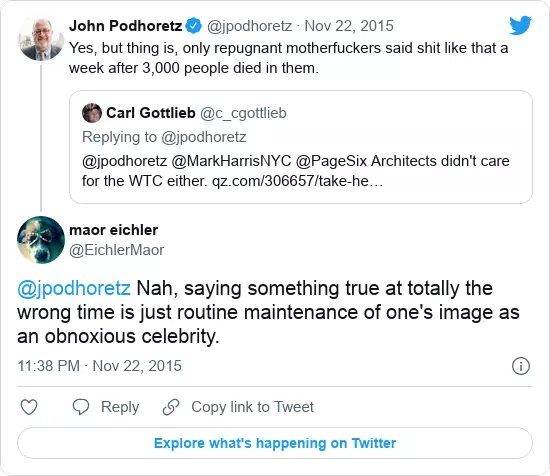 John Podhoretz @jpodhoretz · Nov 22, 2015
Yes, but thing is, only repugnant motherfuckers said shit like that a
week after 3,000 people died in them.
Carl Gottlieb @c_cgottlieb
Replying to @jpodhoretz
@jpodhoretz @MarkHarrisNYC @PageSix Architects didn't care
for the WTC either. qz.com/306657/take-he…
maor eichler
@EichlerMaor
@jpodhoretz Nah, saying something true at totally the
wrong time is just routine maintenance of one's image as
an obnoxious celebrity.
11:38 PM · Nov 22, 2015
Reply Copy link to Tweet
Explore what's happening on Twitter